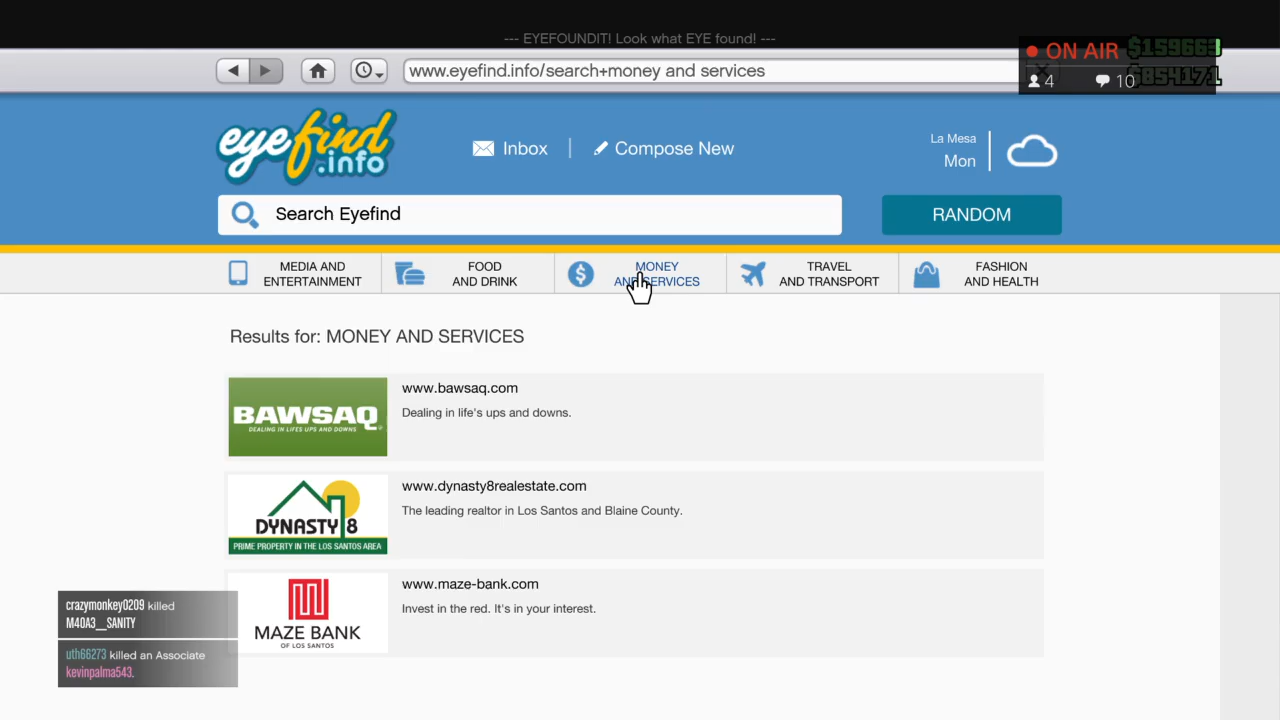 --- EYEFOUNDIT! Look what EYE found! ---
www.eyefind.info/search+money and services
ON AIR
4
10
eyefind
.info
Inbox
Compose New
La Mesa
Mon
Search Eyefind
RANDOM
MEDIA AND
ENTERTAINMENT
FOOD
AND DRINK
MONEY
AND SERVICES
TRAVEL
AND TRANSPORT
FASHION
AND HEALTH
Results for: MONEY AND SERVICES
BAWSAQ
DEALING IN LIFES UPS AND DOWNS
www.bawsaq.com
Dealing in life's ups and downs.
DYNASTY 8
PRIME PROPERTY IN THE LOS SANTOS AREA
www.dynasty8realestate.com
The leading realtor in Los Santos and Blaine County.
MAZE BANK
OF LOS SANTOS
www.maze-bank.com
Invest in the red. It's in your interest.
crazymonkey0209 killed
M40A3__SANITY
uth66273 killed an Associate
kevinpalma543.